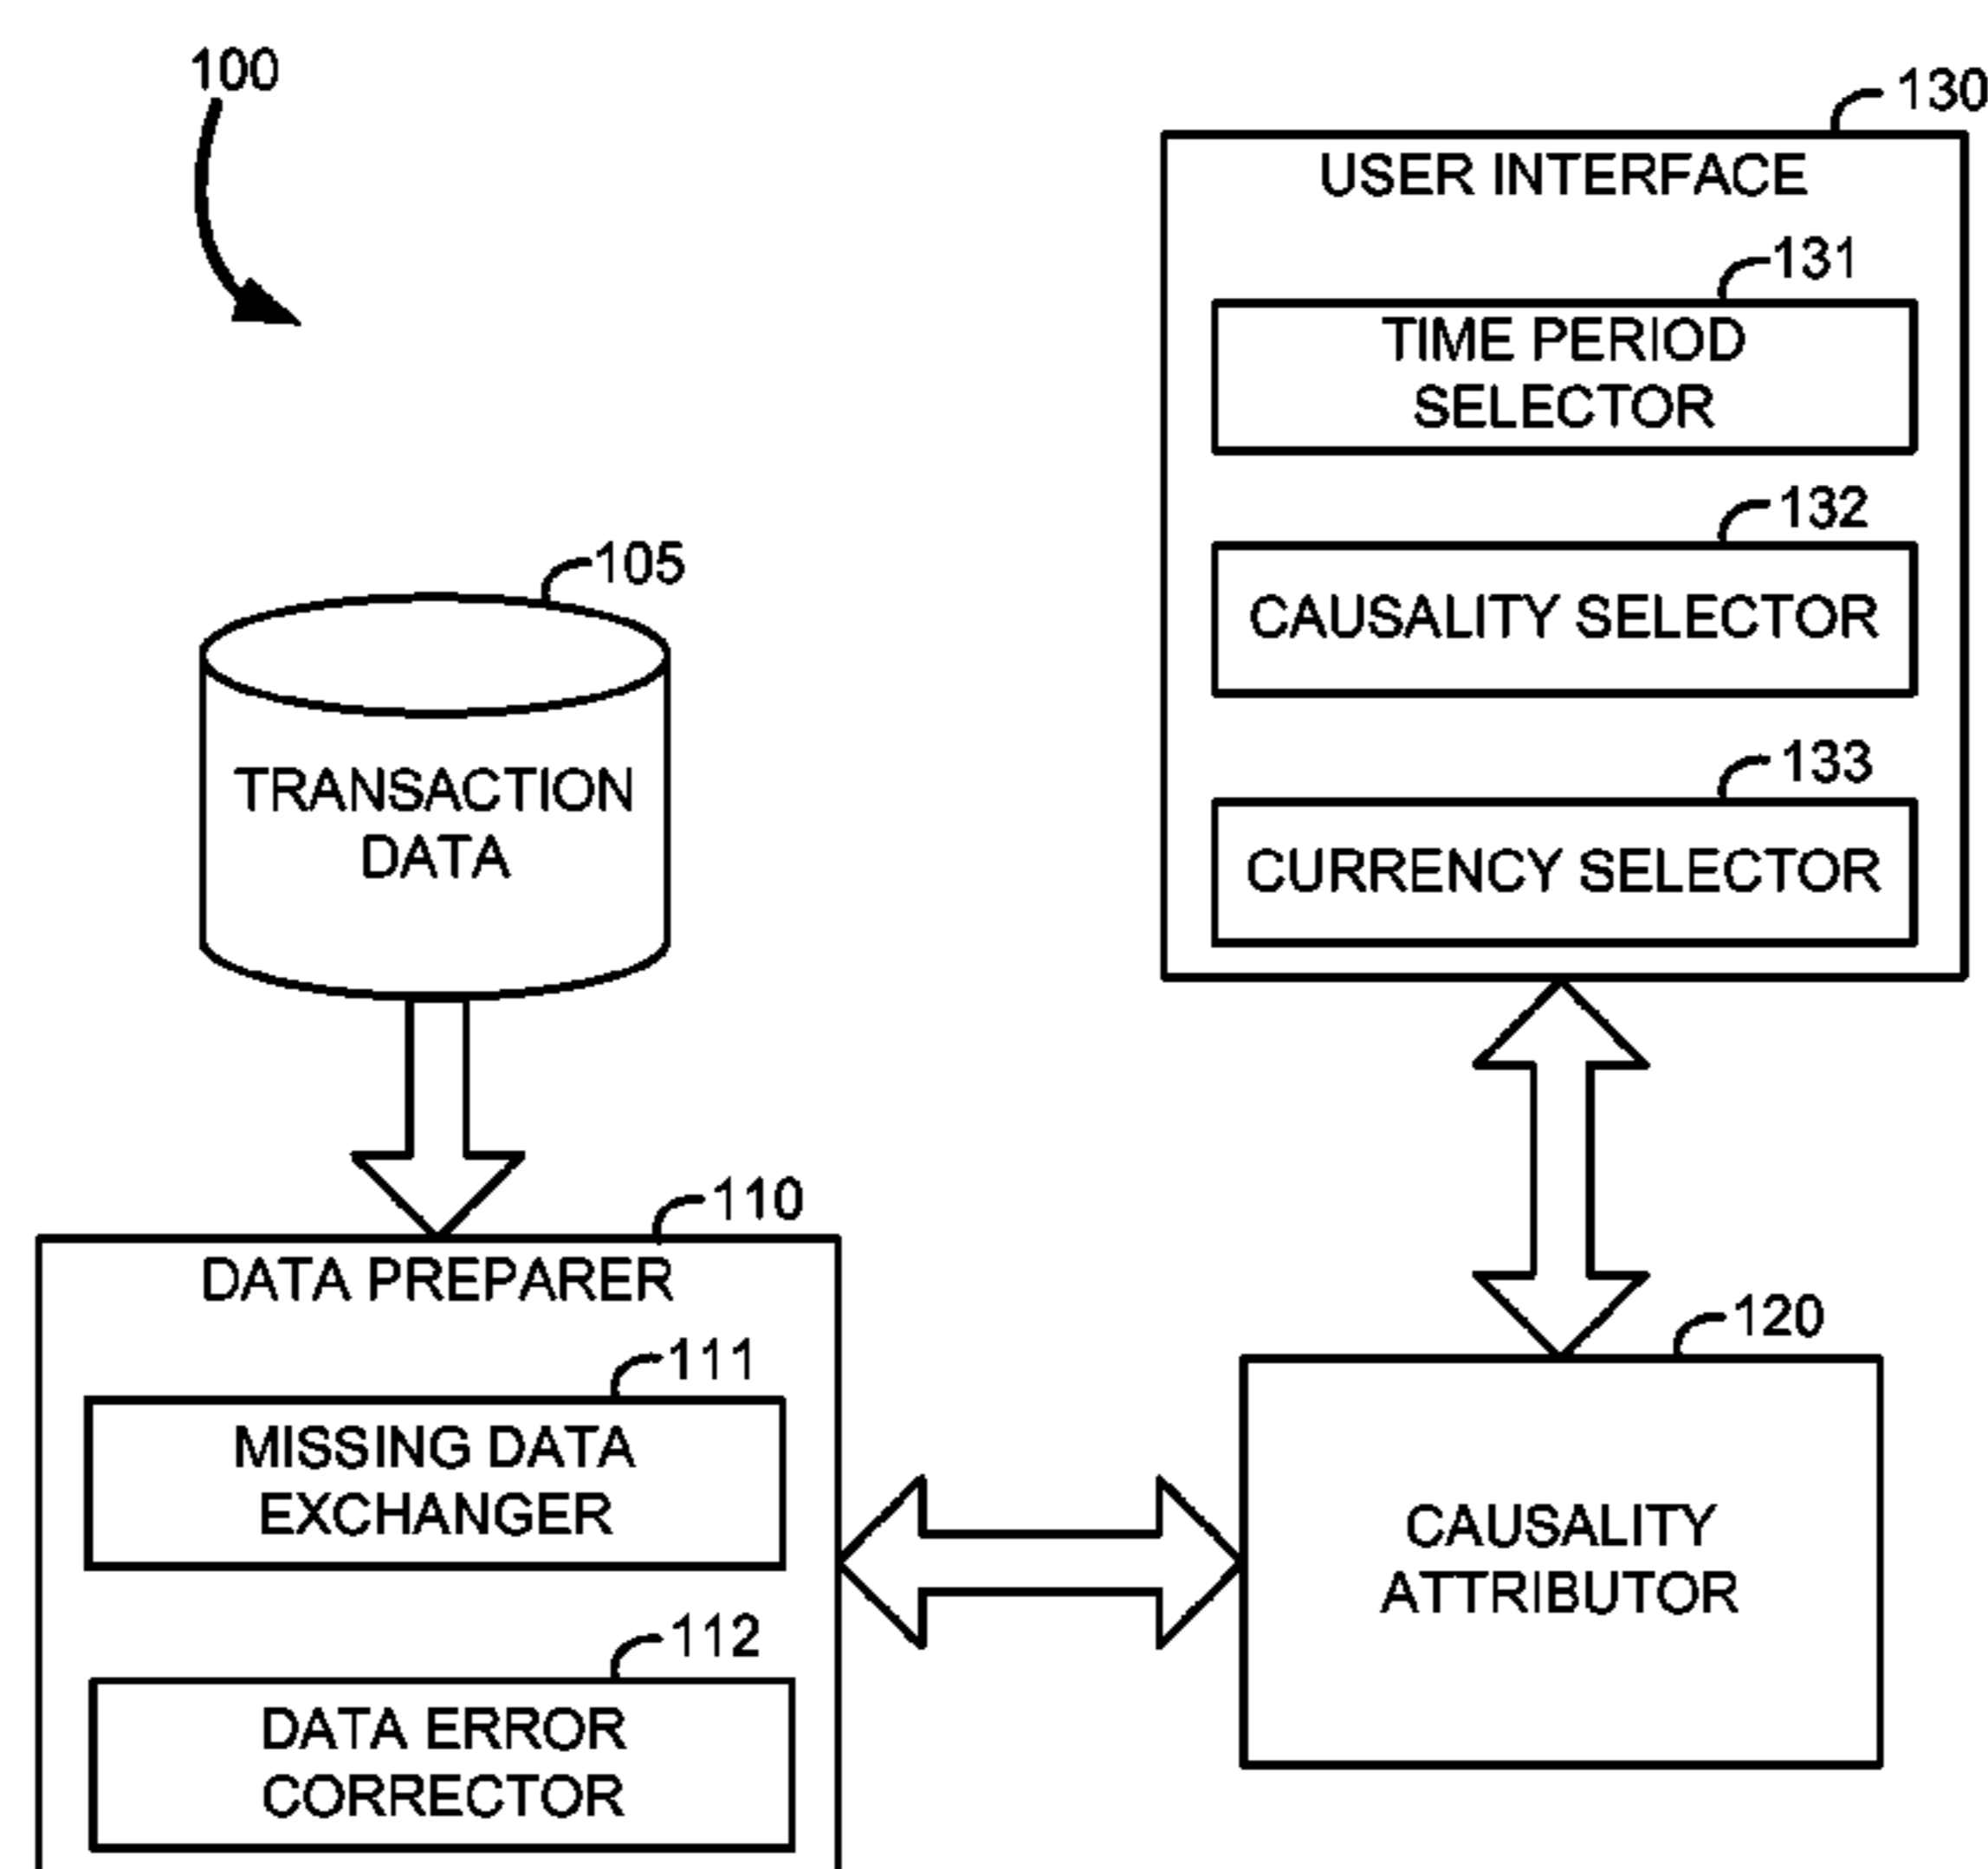 100
130
USER INTERFACE
131
TIME PERIOD
SELECTOR
132
CAUSALITY SELECTOR
133
CURRENCY SELECTOR
105
TRANSACTION
DATA
110
DATA PREPARER
111
MISSING DATA
EXCHANGER
112
DATA ERROR
CORRECTOR
120
CAUSALITY
ATTRIBUTOR